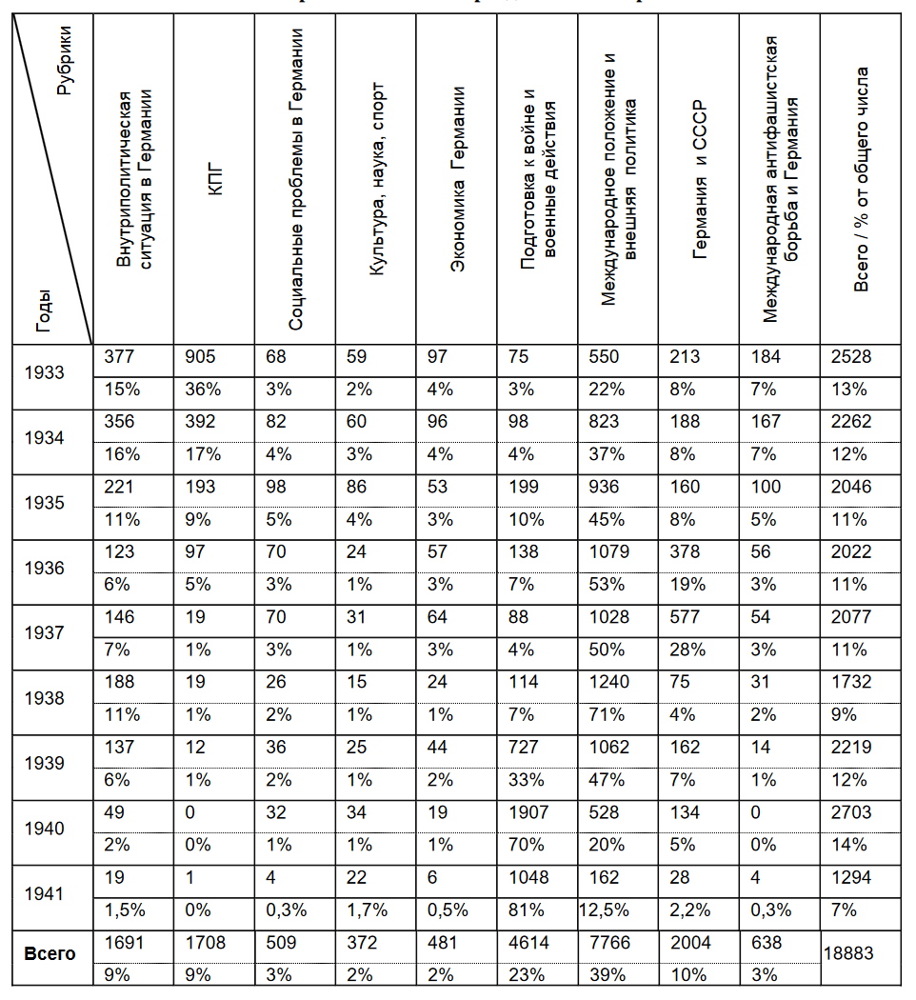 Рубрики
Годы
Внутриполитическая
ситуация в Германии
КПГ
Социальные проблемы в Германии
Культура, наука, спорт
Экономика Германии
Подготовка к войне и
военные действия
Международное положение и
внешняя политика
Германия и СССР
Международная антифашистская
борьба и Германия
Всего / % от общего числа
1933 377 905 68 59 97 75 550 213 184 2528
15% 36% 3% 2% 4% 3% 22% 8% 7% 13%
1934 356 392 82 60 96 98 823 188 167 2262
16% 17% 4% 3% 4% 4% 37% 8% 7% 12%
1935 221 193 98 86 53 199 936 160 100 2046
11% 9% 5% 4% 3% 10% 45% 8% 5% 11%
1936 123 97 70 24 57 138 1079 378 56 2022
6% 5% 3% 1% 3% 7% 53% 19% 3% 11%
1937 146 19 70 31 64 88 1028 577 54 2077
7% 1% 3% 1% 3% 4% 50% 28% 3% 11%
1938 188 19 26 15 24 114 1240 75 31 1732
11% 1% 2% 1% 1% 7% 71% 4% 2% 9%
1939 137 12 36 25 44 727 1062 162 14 2219
6% 1% 2% 1% 2% 33% 47% 7% 1% 12%
1940 49 0 32 34 19 1907 528 134 0 2703
2% 0% 1% 1% 1% 70% 20% 5% 0% 14%
1941 19 1 4 22 6 1048 162 28 4 1294
1,5% 0% 0,3% 1,7% 0,5% 81% 12,5% 2,2% 0,3% 7%
Всего 1691 1708 509 372 481 4614 7766 2004 638 18883
9% 9% 3% 2% 2% 23% 39% 10% 3%